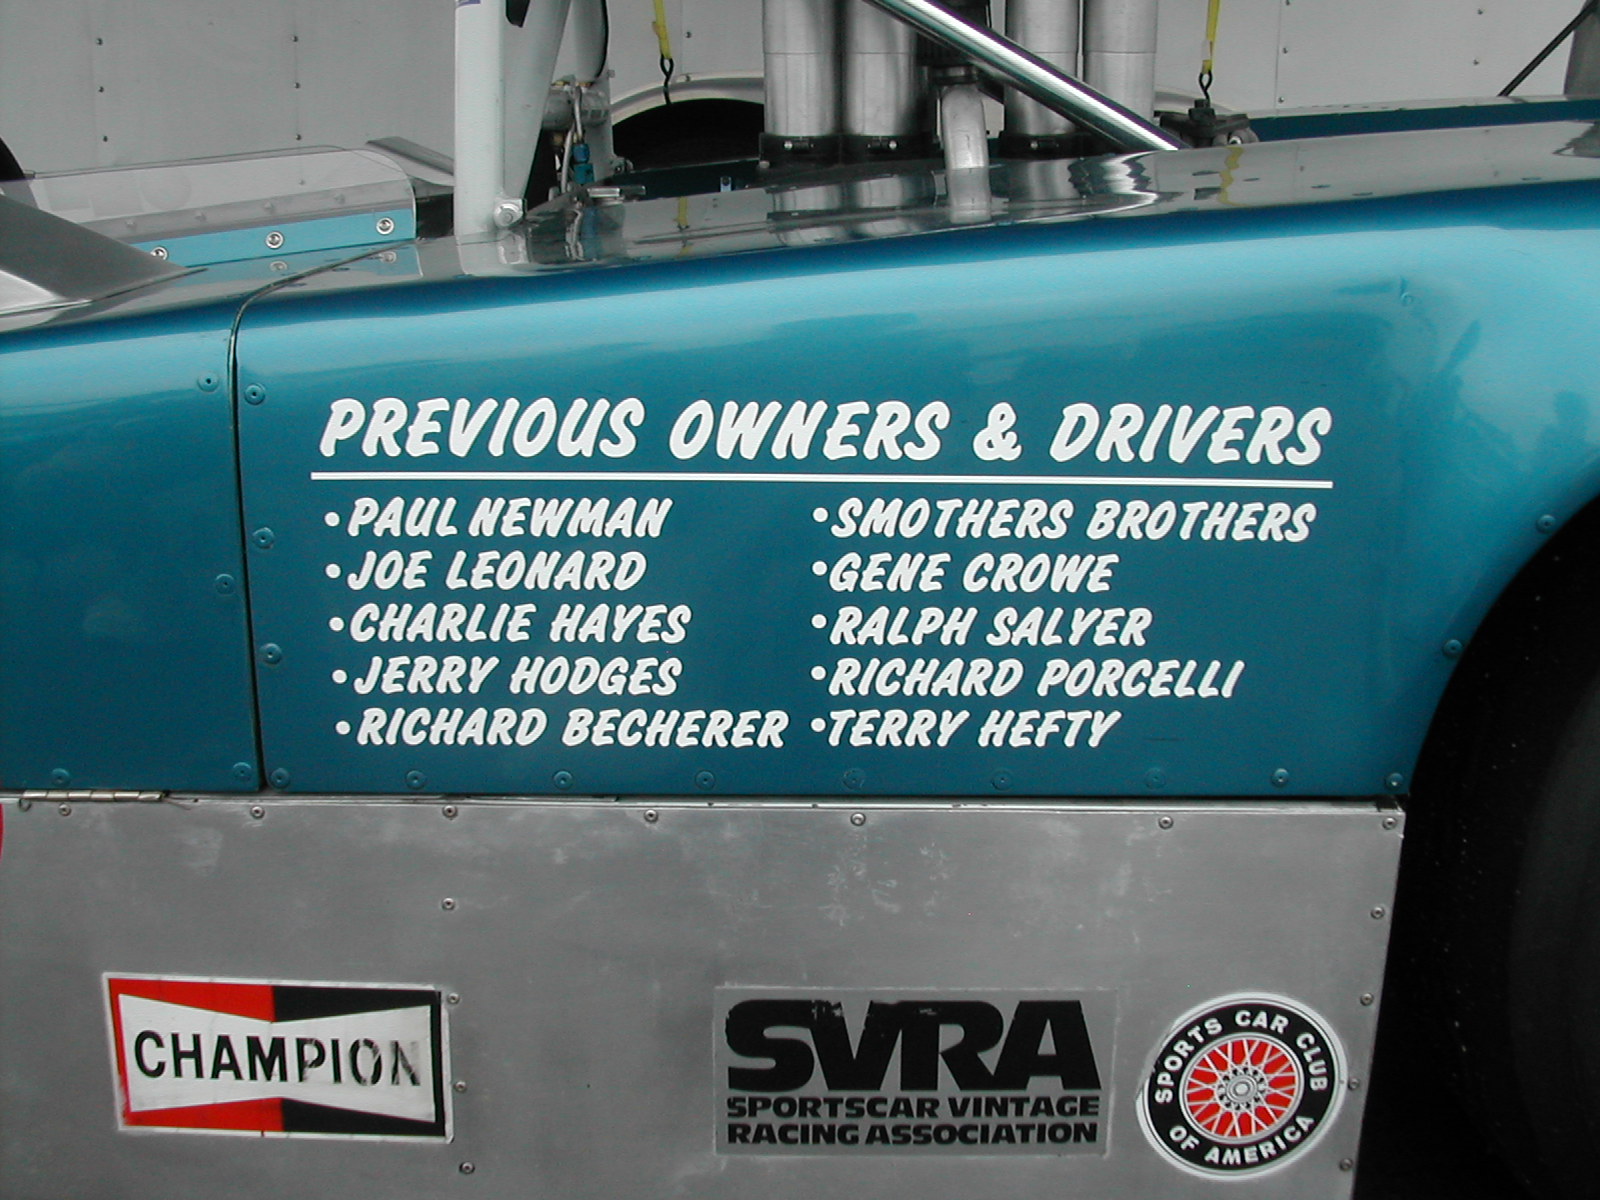 PREVIOUS OWNERS & DRIVERS
•PAUL NEWMAN
•JOE LEONARD
•CHARLIE HAYES
•JERRY HODGES
•RICHARD BECHERER
•SMOTHERS BROTHERS
•GENE CROWE
•RALPH SALYER
•RICHARD PORCELLI
•TERRY HEFTY
CHAMPION
SVRA
SPORTSCAR VINTAGE
RACING ASSOCIATION
SPORTS CAR CLUB
OF AMERICA